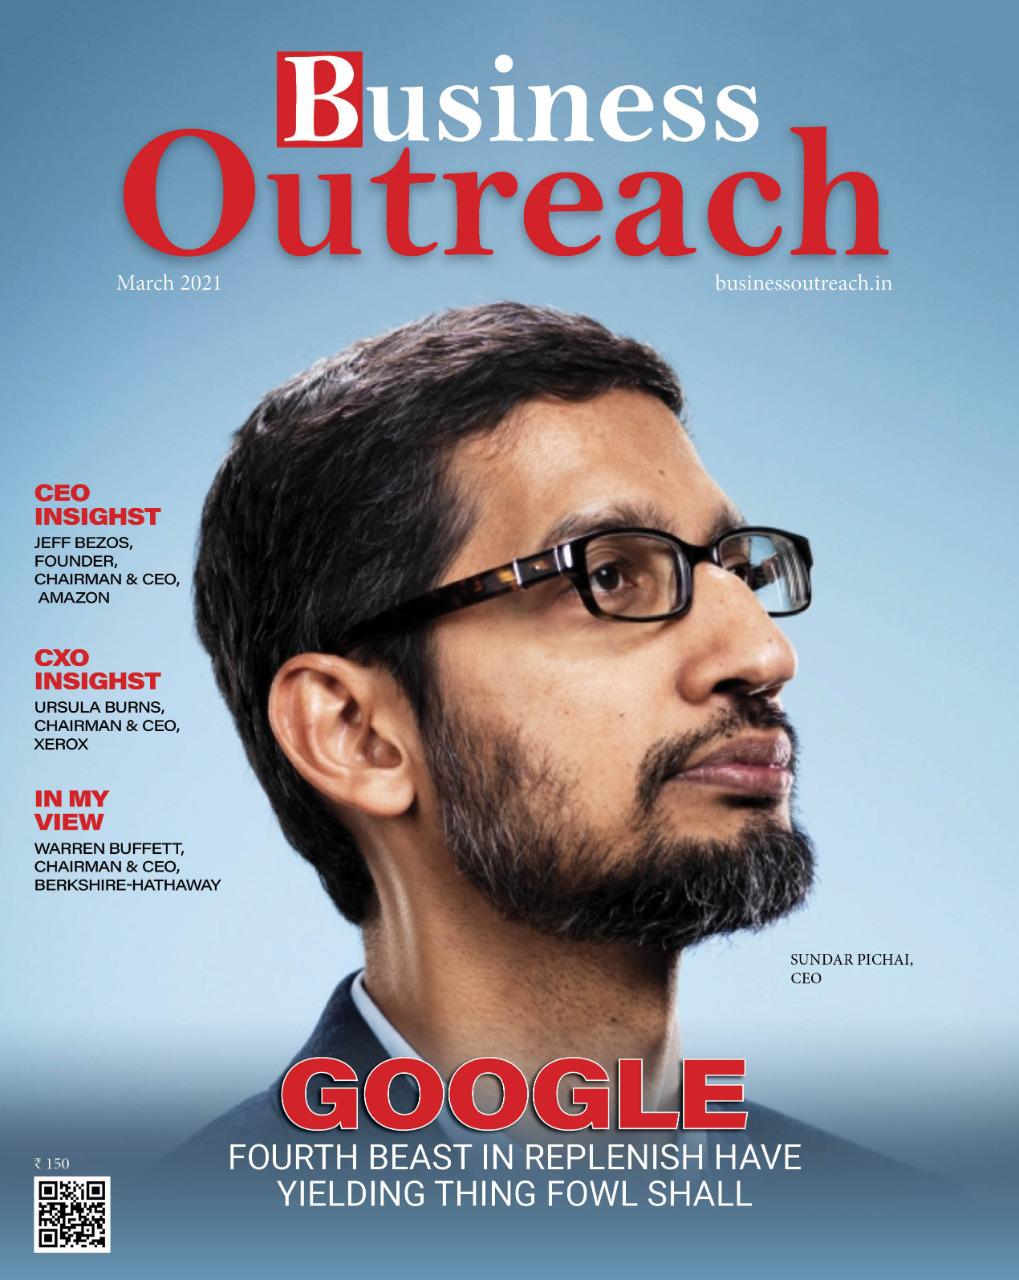 Business
Outreach
March 2021
businessoutreach.in
CEO
INSIGHST
JEFF BEZOS,
FOUNDER,
CHAIRMAN & CEO,
AMAZON
CXO
INSIGHST
URSULA BURNS,
CHAIRMAN & CEO,
XEROX
IN MY
VIEW
WARREN BUFFETT,
CHAIRMAN & CEO,
BERKSHIRE-HATHAWAY
SUNDAR PICHAI,
CEO
GOOGLE
FOURTH BEAST IN REPLENISH HAVE
YIELDING THING FOWL SHALL
₹ 150